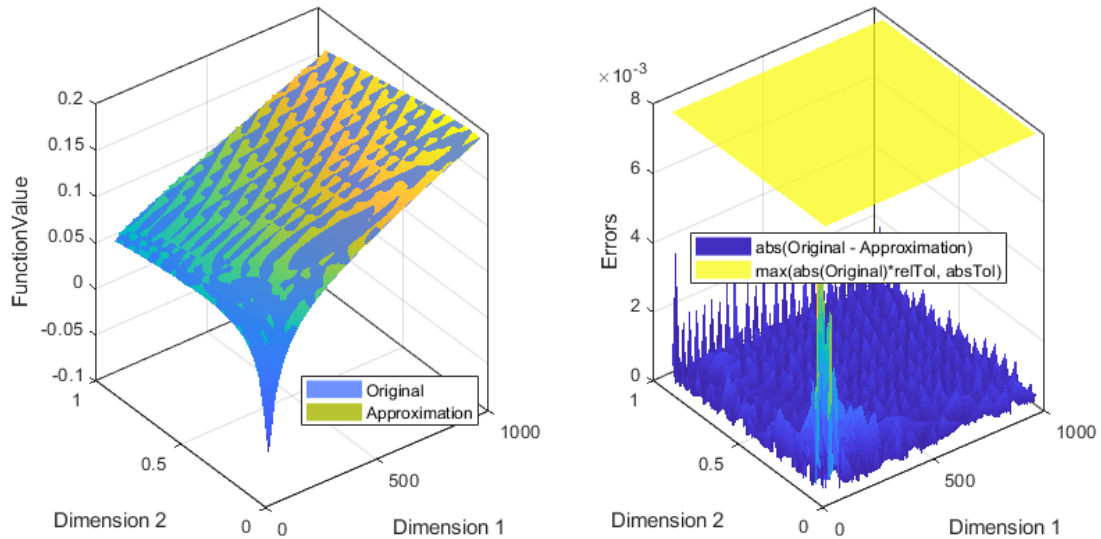 0.2
0.15
0.1
0.05
0
-0.05
-0.1
FunctionValue
1
0.5
0
Dimension 2
0
500
1000
Dimension 1
Original
Approximation
×10⁻³
8
6
4
2
0
Errors
abs(Original - Approximation)
max(abs(Original)*relTol, absTol)
1
0.5
0
Dimension 2
0
500
1000
Dimension 1